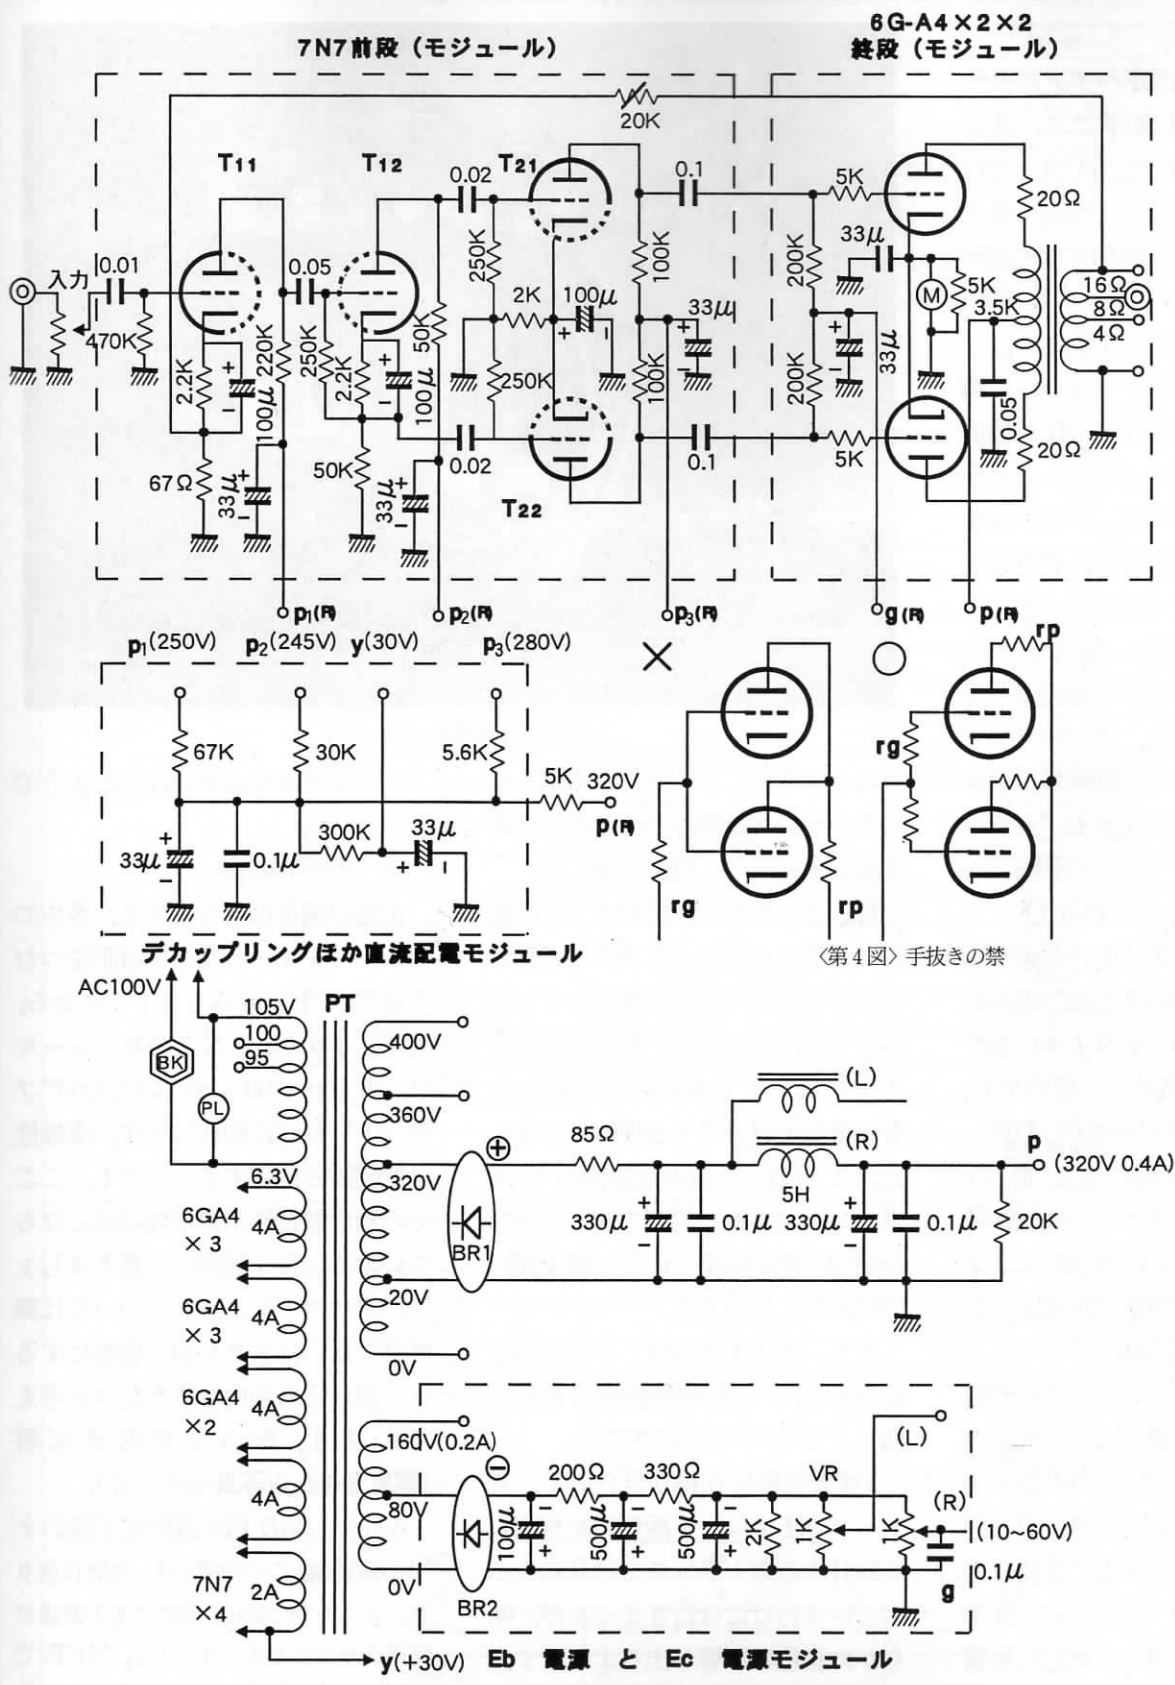 7N7前段（モジュール）
6G-A4×2×2
終段（モジュール）
20K
T11
T12
T21
0.02
0.1
5K
20Ω
33μ
250K
100K
200K
入力
0.01
0.05
2K
100μ
33μ
M
5K
3.5K
16Ω
8Ω
4Ω
470K
2.2K
+
-
100μ
220K
250K
2.2K
+
-
100μ
50K
250K
+
-
100K
+
-
200K
+
-
33μ
0.05
67Ω
33μ
+
-
50K
33μ
+
-
0.02
T22
0.1
5K
20Ω
p1(R)
p2(R)
p3(R)
g(R)
p(R)
p1(250V)
p2(245V)
y(30V)
p3(280V)
67K
30K
5.6K
5K
320V
p(R)
33μ
+
-
0.1μ
300K
33μ
+
-
デカップリングほか直流配電モジュール
×
○
rp
rg
rg
rp
〈第4図〉手抜きの禁
AC100V
BK
PL
105V
100
95
PT
400V
360V
320V
20V
0V
6.3V
6GA4
×3
4A
6GA4
×3
4A
6GA4
×2
4A
4A
7N7
×4
2A
y(+30V)
BR1
+
85Ω
(L)
(R)
5H
p
(320V 0.4A)
330μ
+
-
0.1μ
330μ
+
-
0.1μ
20K
160V(0.2A)
80V
0V
BR2
-
200Ω
330Ω
VR
(L)
(R)
100μ
-
+
500μ
-
+
500μ
-
+
2K
1K
1K
(10~60V)
0.1μ
g
Eb 電源 と Ec 電源モジュール